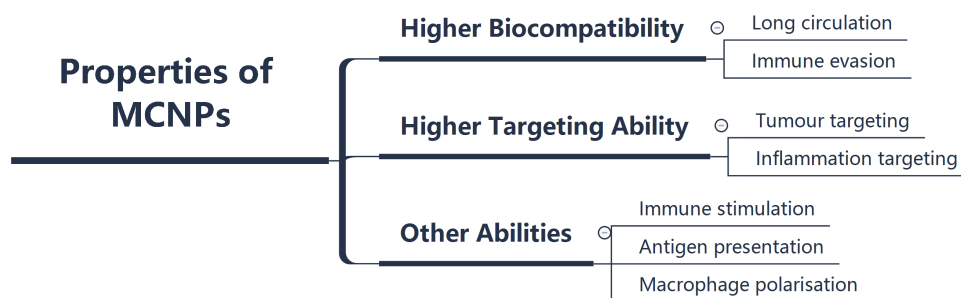 Properties of
MCNPs
Higher Biocompatibility
Long circulation
Immune evasion
Higher Targeting Ability
Tumour targeting
Inflammation targeting
Other Abilities
Immune stimulation
Antigen presentation
Macrophage polarisation